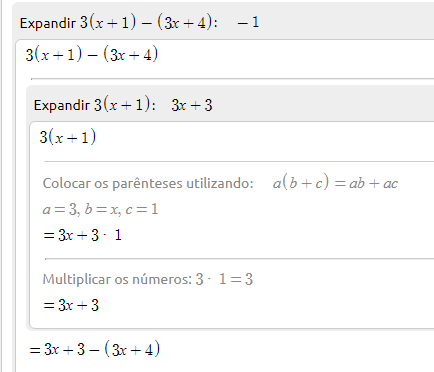 Expandir 3(x+1)−(3x+4): −1
3(x+1)−(3x+4)
Expandir 3(x+1): 3x+3
3(x+1)
Colocar os parênteses utilizando: a(b+c)=ab+ac
a=3, b=x, c=1
=3x+3· 1
Multiplicar os números: 3· 1=3
=3x+3
=3x+3−(3x+4)